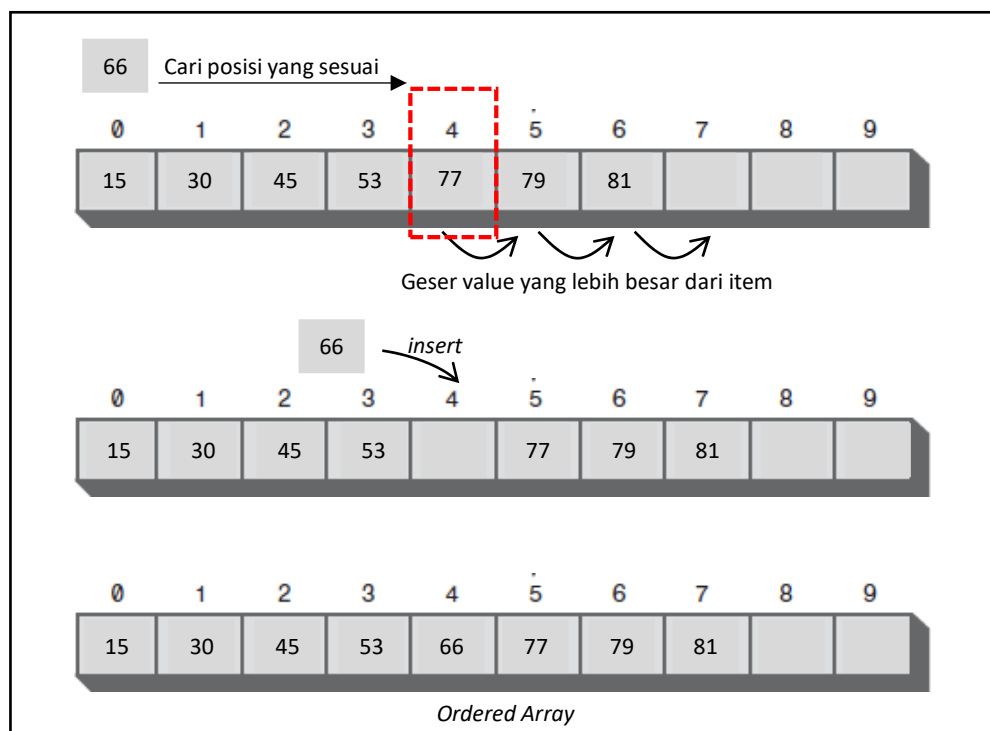 66 Cari posisi yang sesuai
0 1 2 3 4 5 6 7 8 9
15 30 45 53 77 79 81
Geser value yang lebih besar dari item
66 insert
0 1 2 3 4 5 6 7 8 9
15 30 45 53 77 79 81
0 1 2 3 4 5 6 7 8 9
15 30 45 53 66 77 79 81
Ordered Array